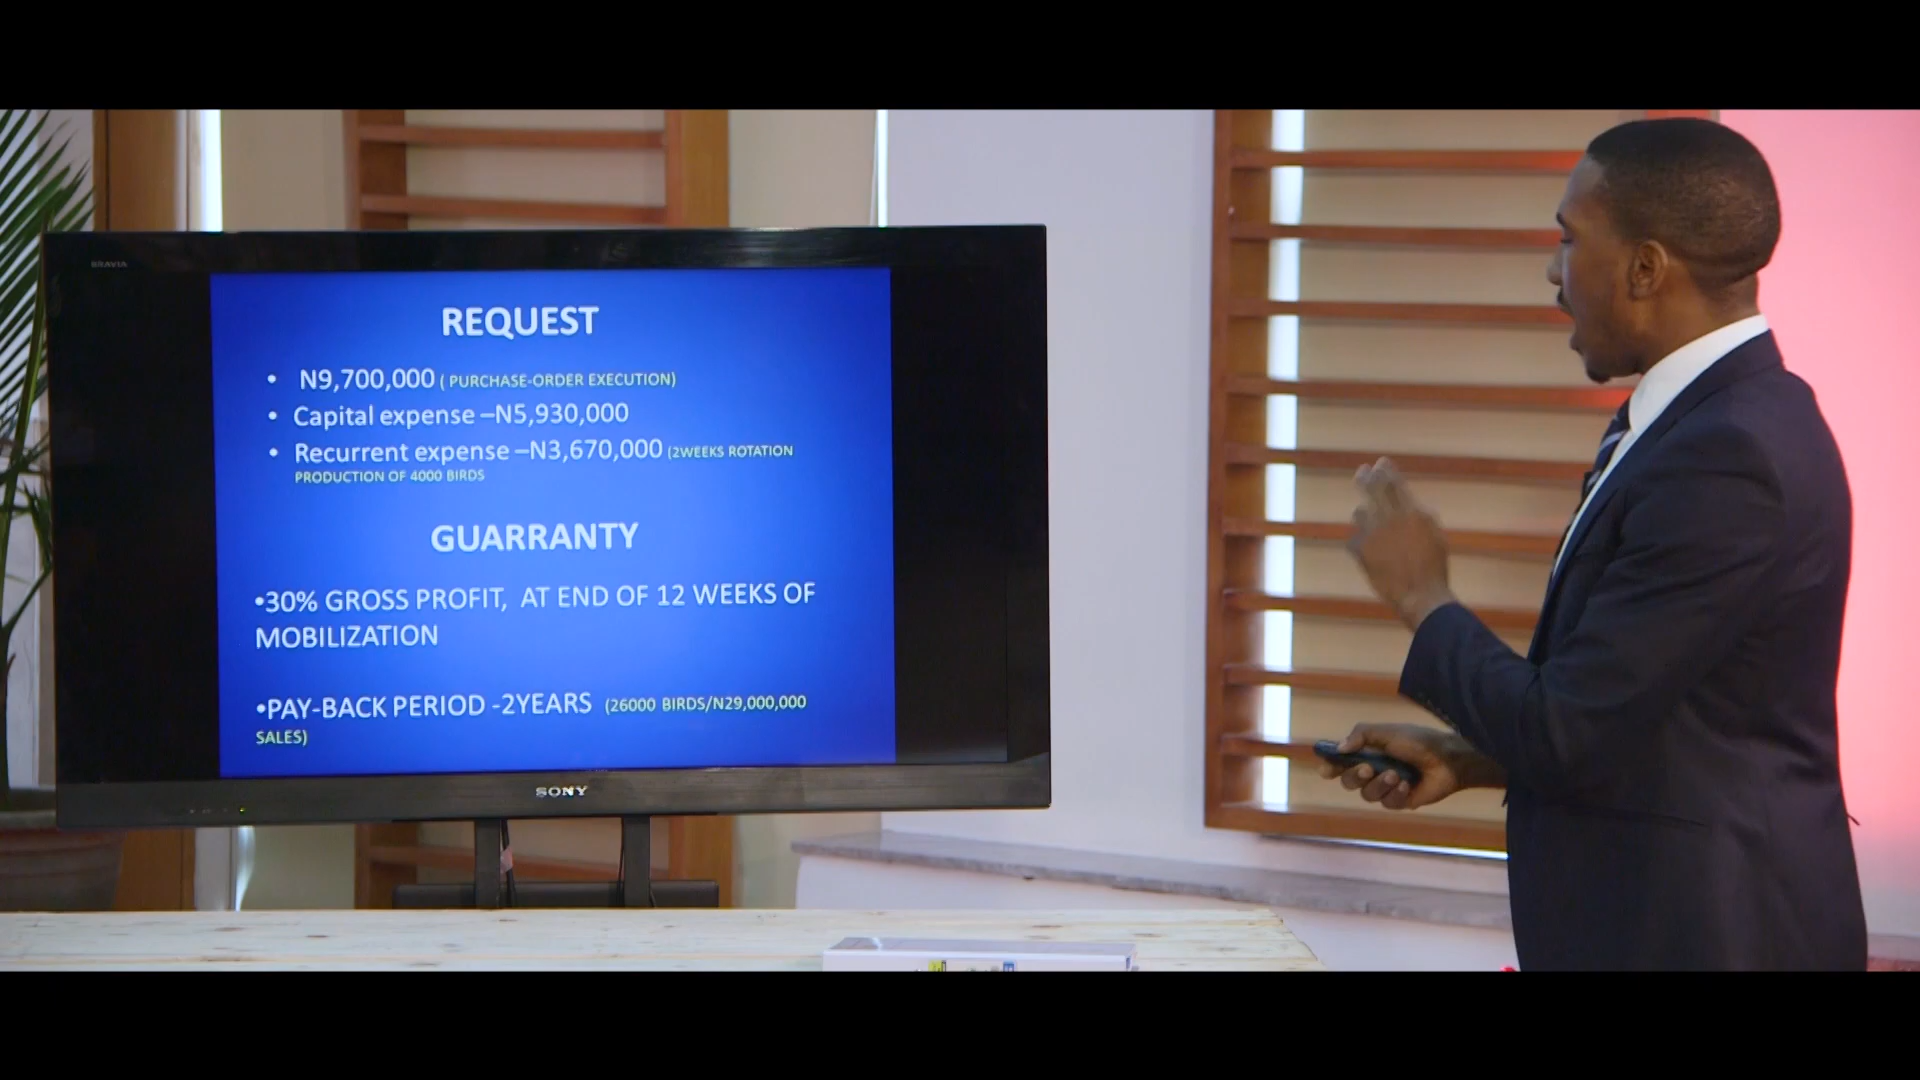 BRAVIA
REQUEST
• N9,700,000 ( PURCHASE-ORDER EXECUTION)
• Capital expense –N5,930,000
• Recurrent expense –N3,670,000 (2WEEKS ROTATION
PRODUCTION OF 4000 BIRDS
GUARRANTY
•30% GROSS PROFIT, AT END OF 12 WEEKS OF
MOBILIZATION
•PAY-BACK PERIOD -2YEARS (26000 BIRDS/N29,000,000
SALES)
SONY